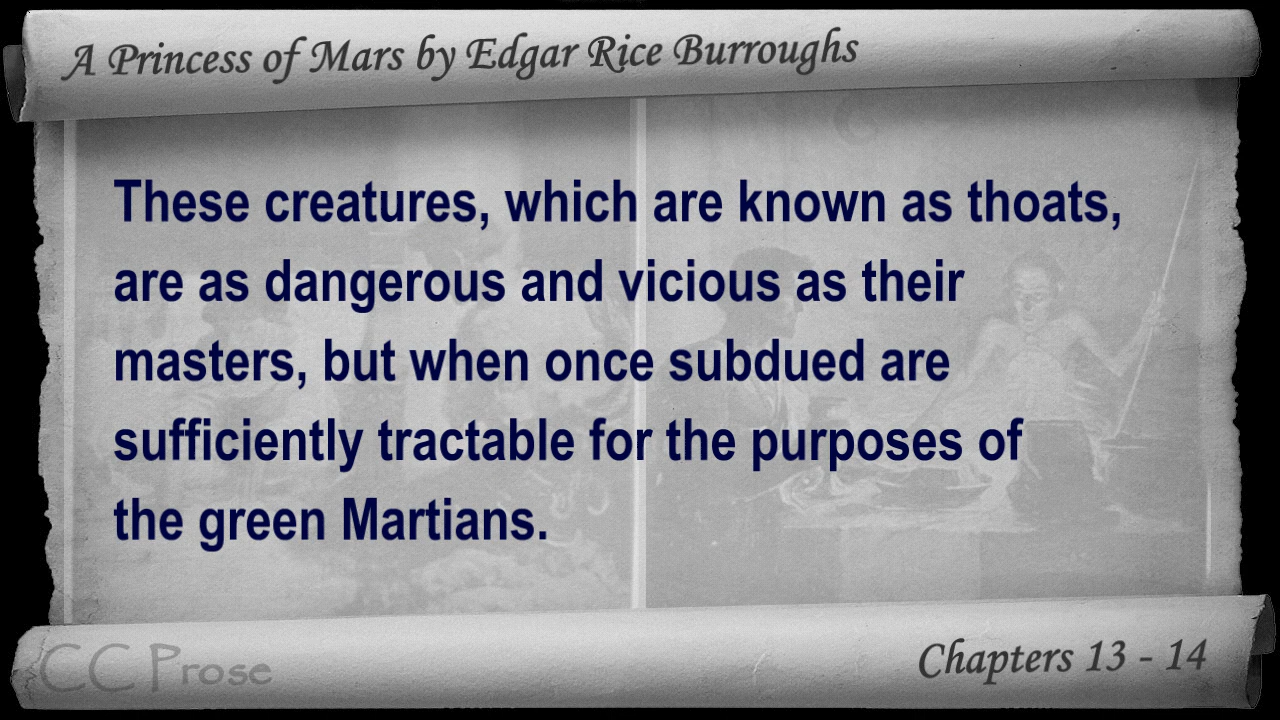 A Princess of Mars by Edgar Rice Burroughs
These creatures, which are known as thoats,
are as dangerous and vicious as their
masters, but when once subdued are
sufficiently tractable for the purposes of
the green Martians.
CC Prose
Chapters 13 - 14